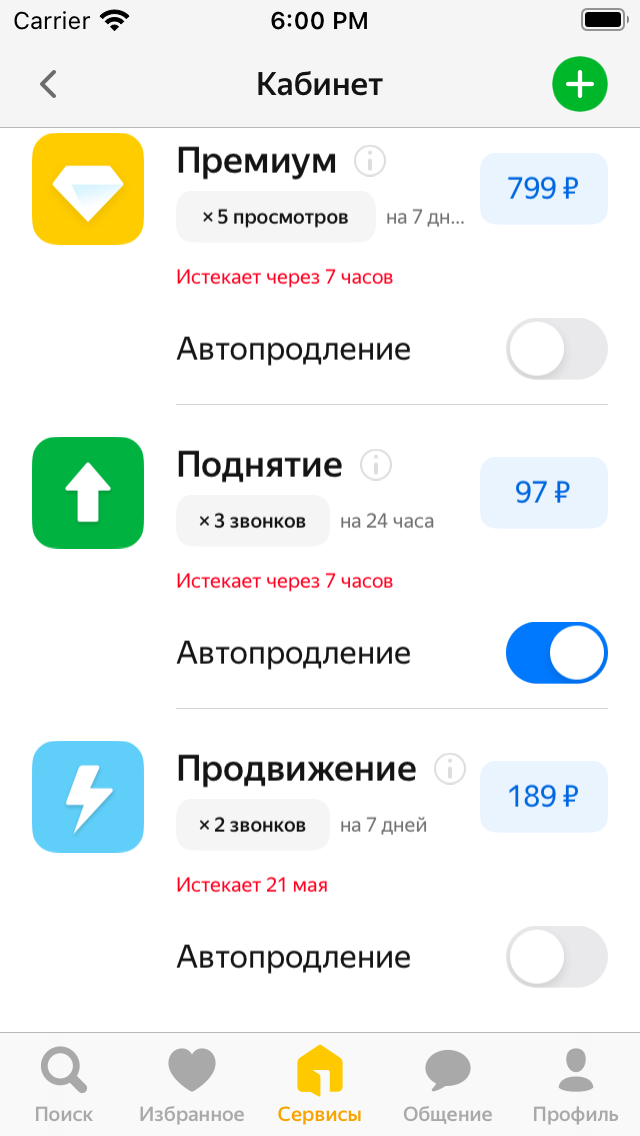 Carrier 6:00 PM
Кабинет
Премиум
799 ₽
×5 просмотров на 7 дн...
Истекает через 7 часов
Автопродление
Поднятие
97 ₽
×3 звонков на 24 часа
Истекает через 7 часов
Автопродление
Продвижение
189 ₽
×2 звонков на 7 дней
Истекает 21 мая
Автопродление
Поиск Избранное Сервисы Общение Профиль